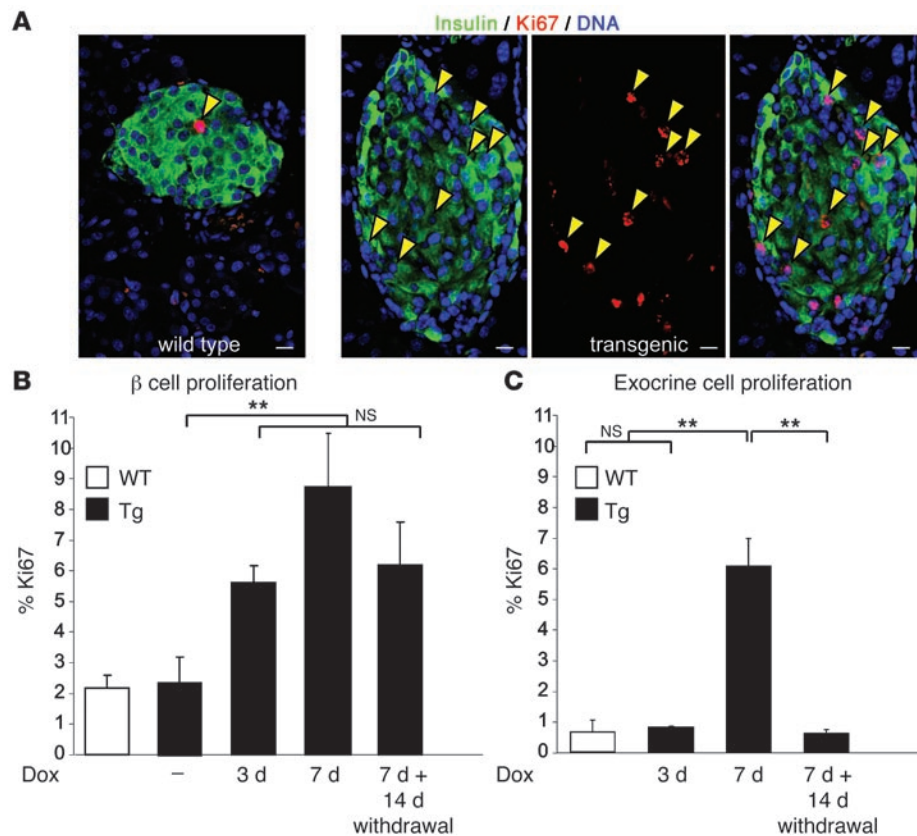 A
Insulin / Ki67 / DNA
wild type
transgenic
B
β cell proliferation
**
NS
11
10
9
8
7
6
5
4
3
2
1
0
% Ki67
WT
Tg
Dox
–
3 d
7 d
7 d +
14 d
withdrawal
C
Exocrine cell proliferation
NS
**
**
11
10
9
8
7
6
5
4
3
2
1
0
% Ki67
WT
Tg
Dox
3 d
7 d
7 d +
14 d
withdrawal